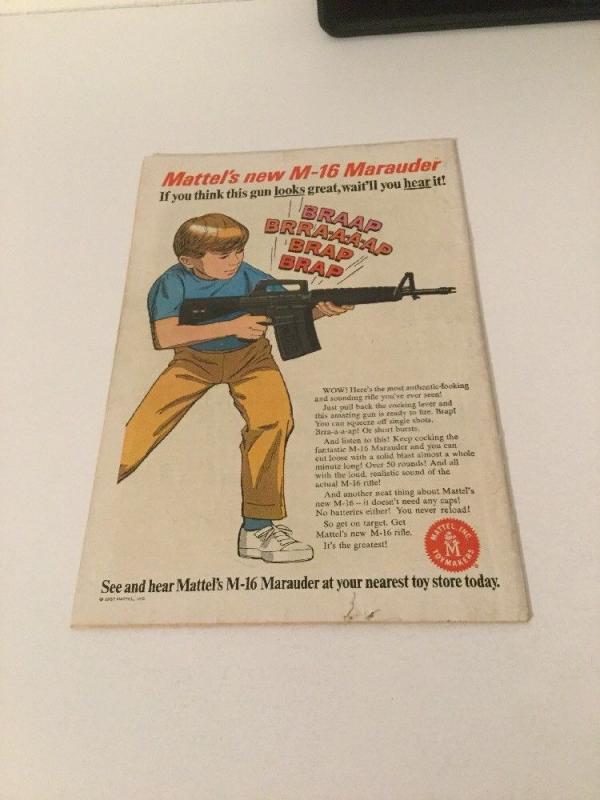 Mattel's new M-16 Marauder
If you think this gun looks great, wait'll you hear it!
BRAAP
BRRA-A-A-AP
BRAP
BRAP
WOW! Here's the most authentic-looking
and sounding rifle you've ever seen!
Just pull back the cocking lever and
this amazing gun is ready to fire. Brap!
You can squeeze off single shots.
Brra-a-a-ap! Or short bursts.
And listen to this! Keep cocking the
fantastic M-16 Marauder and you can
cut loose with a solid blast almost a whole
minute long! Over 50 rounds! And all
with the loud, realistic sound of the
actual M-16 rifle!
And another neat thing about Mattel's
new M-16 – it doesn't need any caps!
No batteries either! You never reload!
So get on target. Get
Mattel's new M-16 rifle.
It's the greatest!
MATTEL, INC.
M
TOYMAKERS
See and hear Mattel's M-16 Marauder at your nearest toy store today.
© 1967 MATTEL, INC.